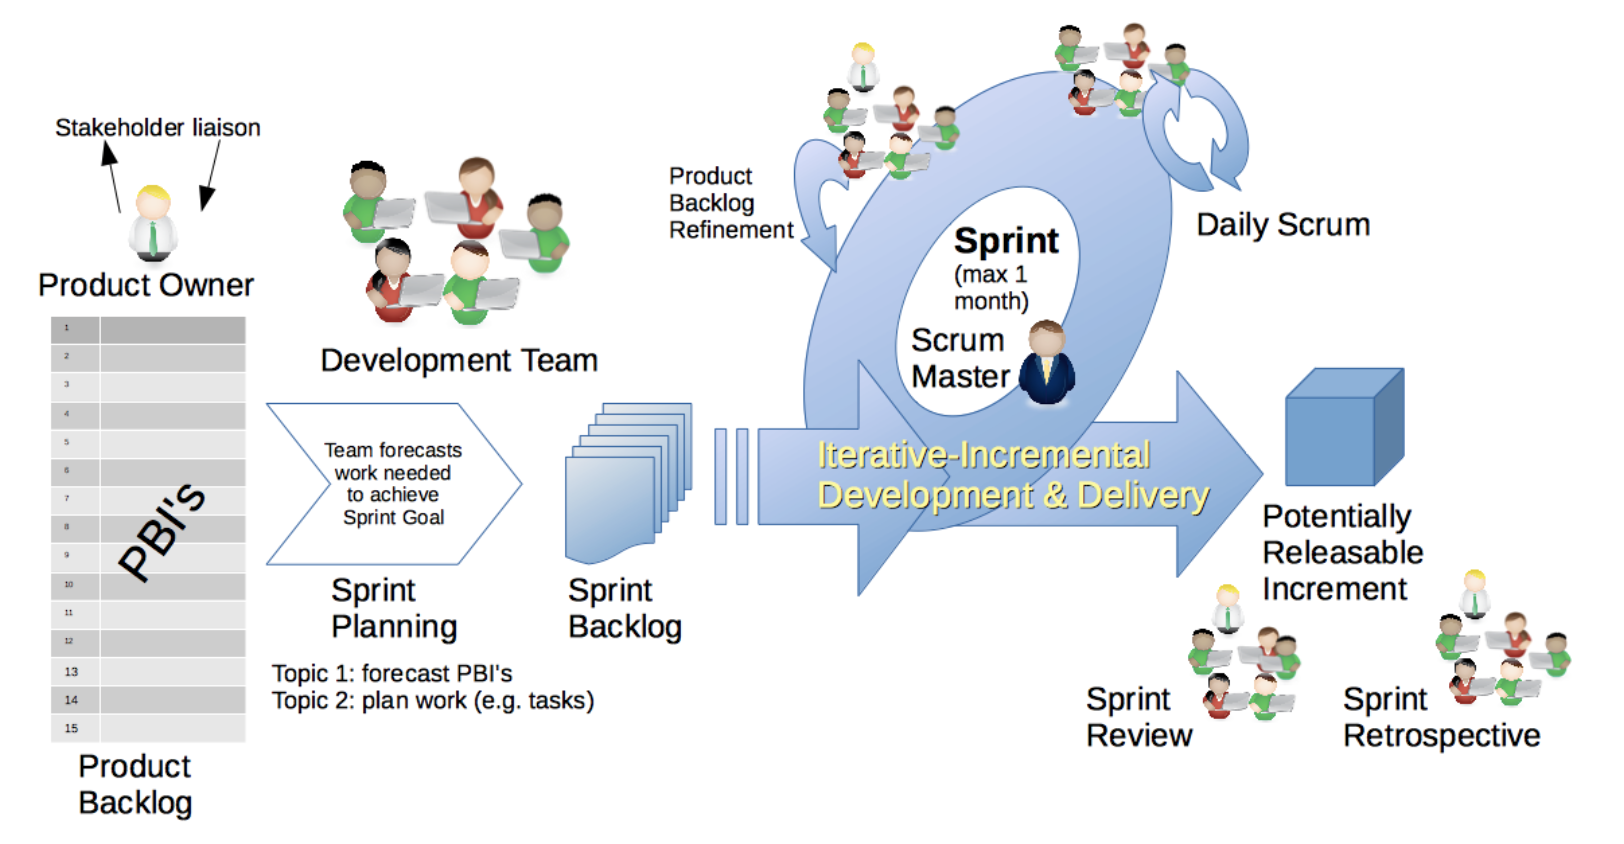 Stakeholder liaison
Product Owner
1
2
3
4
5
6
7
8
9
10
11
12
13
14
15
PBI's
Product
Backlog
Development Team
Team forecasts
work needed
to achieve
Sprint Goal
Sprint
Planning
Topic 1: forecast PBI's
Topic 2: plan work (e.g. tasks)
Sprint
Backlog
Product
Backlog
Refinement
Sprint
(max 1
month)
Scrum
Master
Daily Scrum
Iterative-Incremental
Development & Delivery
Potentially
Releasable
Increment
Sprint
Review
Sprint
Retrospective